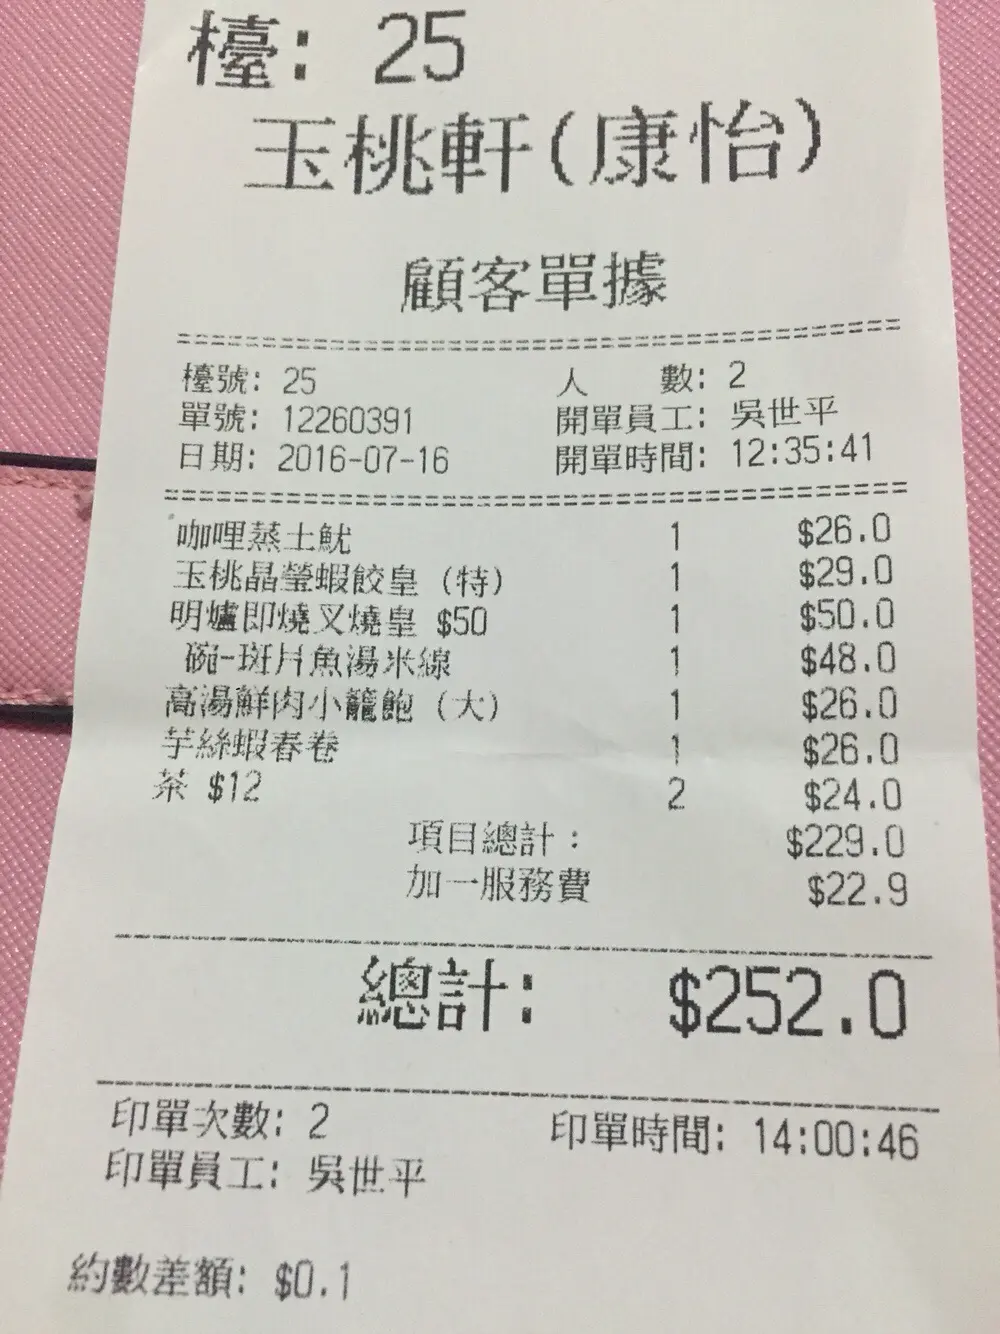 檯: 25
玉桃軒(康怡)
顧客單據
檯號: 25 人 數: 2
單號: 12260391 開單員工: 吳世平
日期: 2016-07-16 開單時間: 12:35:41
咖哩蒸土魷 1 $26.0
玉桃晶瑩蝦餃皇 (特) 1 $29.0
明爐即燒叉燒皇 $50 1 $50.0
碗-斑片魚湯米線 1 $48.0
高湯鮮肉小籠飽 (大) 1 $26.0
芋絲蝦春卷 1 $26.0
茶 $12 2 $24.0
項目總計: $229.0
加一服務費 $22.9
總計: $252.0
印單次數: 2 印單時間: 14:00:46
印單員工: 吳世平
約數差額: $0.1